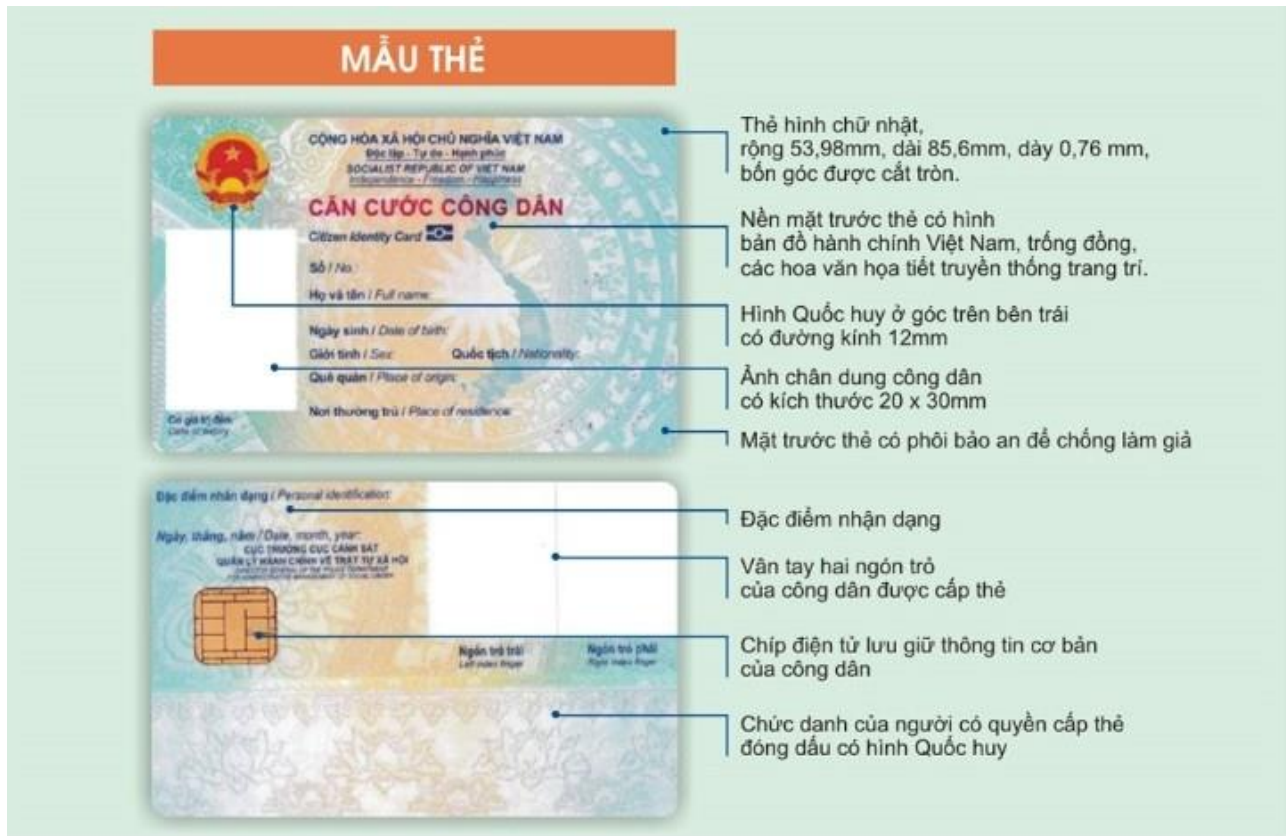 MẪU THẺ
CỘNG HÒA XÃ HỘI CHỦ NGHĨA VIỆT NAM
Độc lập - Tự do - Hạnh phúc
SOCIALIST REPUBLIC OF VIET NAM
Independence - Freedom - Happiness
CĂN CƯỚC CÔNG DÂN
Citizen Identity Card
Số / No.:
Họ và tên / Full name:
Ngày sinh / Date of birth:
Giới tính / Sex: Quốc tịch / Nationality:
Quê quán / Place of origin:
Nơi thường trú / Place of residence:
Có giá trị đến
Date of expiry
Thẻ hình chữ nhật,
rộng 53,98mm, dài 85,6mm, dày 0,76 mm,
bốn góc được cắt tròn.
Nền mặt trước thẻ có hình
bản đồ hành chính Việt Nam, trống đồng,
các hoa văn họa tiết truyền thống trang trí.
Hình Quốc huy ở góc trên bên trái
có đường kính 12mm
Ảnh chân dung công dân
có kích thước 20 x 30mm
Mặt trước thẻ có phôi bảo an để chống làm giả
Đặc điểm nhân dạng / Personal identification:
Ngày, tháng, năm / Date, month, year:
CỤC TRƯỞNG CỤC CẢNH SÁT
QUẢN LÝ HÀNH CHÍNH VỀ TRẬT TỰ XÃ HỘI
Ngón trỏ trái
Left index finger
Ngón trỏ phải
Right index finger
Đặc điểm nhận dạng
Vân tay hai ngón trỏ
của công dân được cấp thẻ
Chíp điện tử lưu giữ thông tin cơ bản
của công dân
Chức danh của người có quyền cấp thẻ
đóng dấu có hình Quốc huy